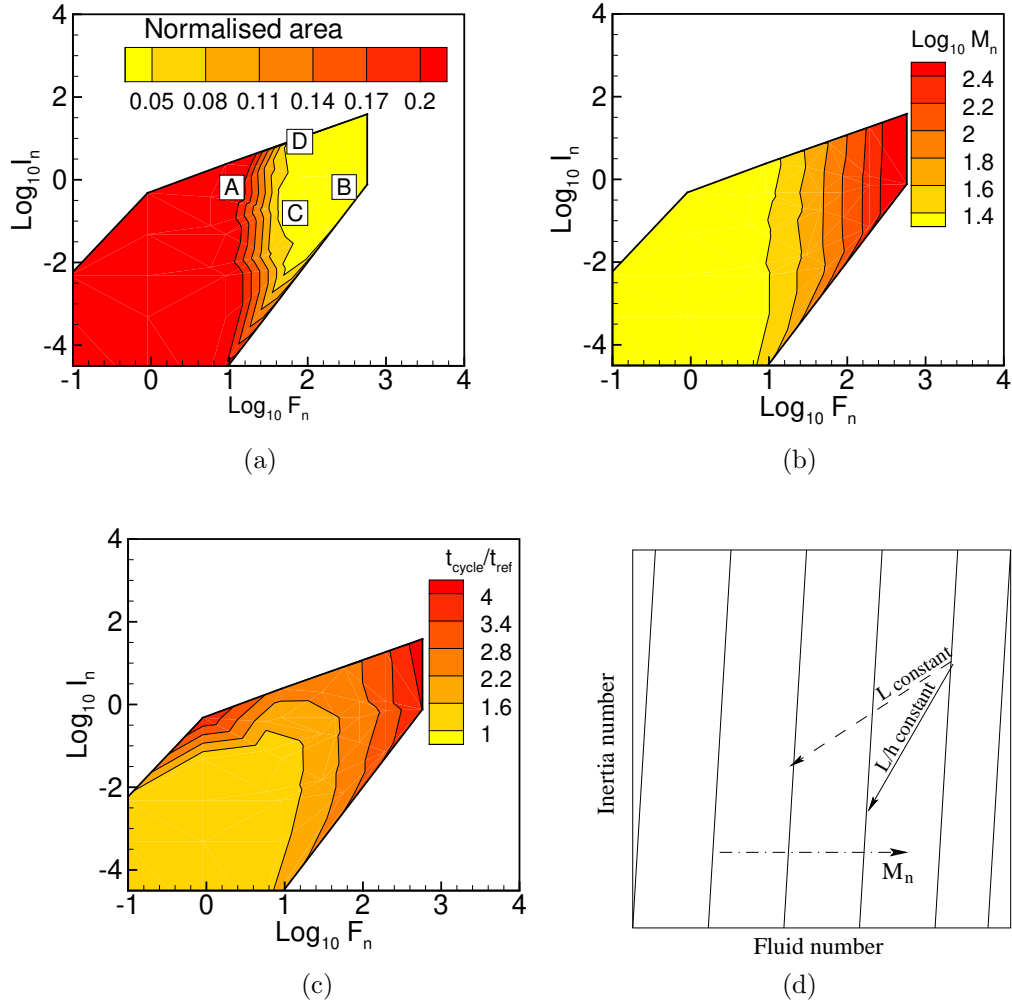 4
2
0
-2
-4
Normalised area
0.05 0.08 0.11 0.14 0.17 0.2
A
B
C
D
Log10 In
-1 0 1 2 3 4
Log10 Fn
(a)
4
2
0
-2
-4
Log10 Mn
2.4
2.2
2
1.8
1.6
1.4
Log10 In
-1 0 1 2 3 4
Log10 Fn
(b)
4
2
0
-2
-4
tcycle/tref
4
3.4
2.8
2.2
1.6
1
Log10 In
-1 0 1 2 3 4
Log10 Fn
(c)
Inertia number
L constant
L/h constant
Mn
Fluid number
(d)